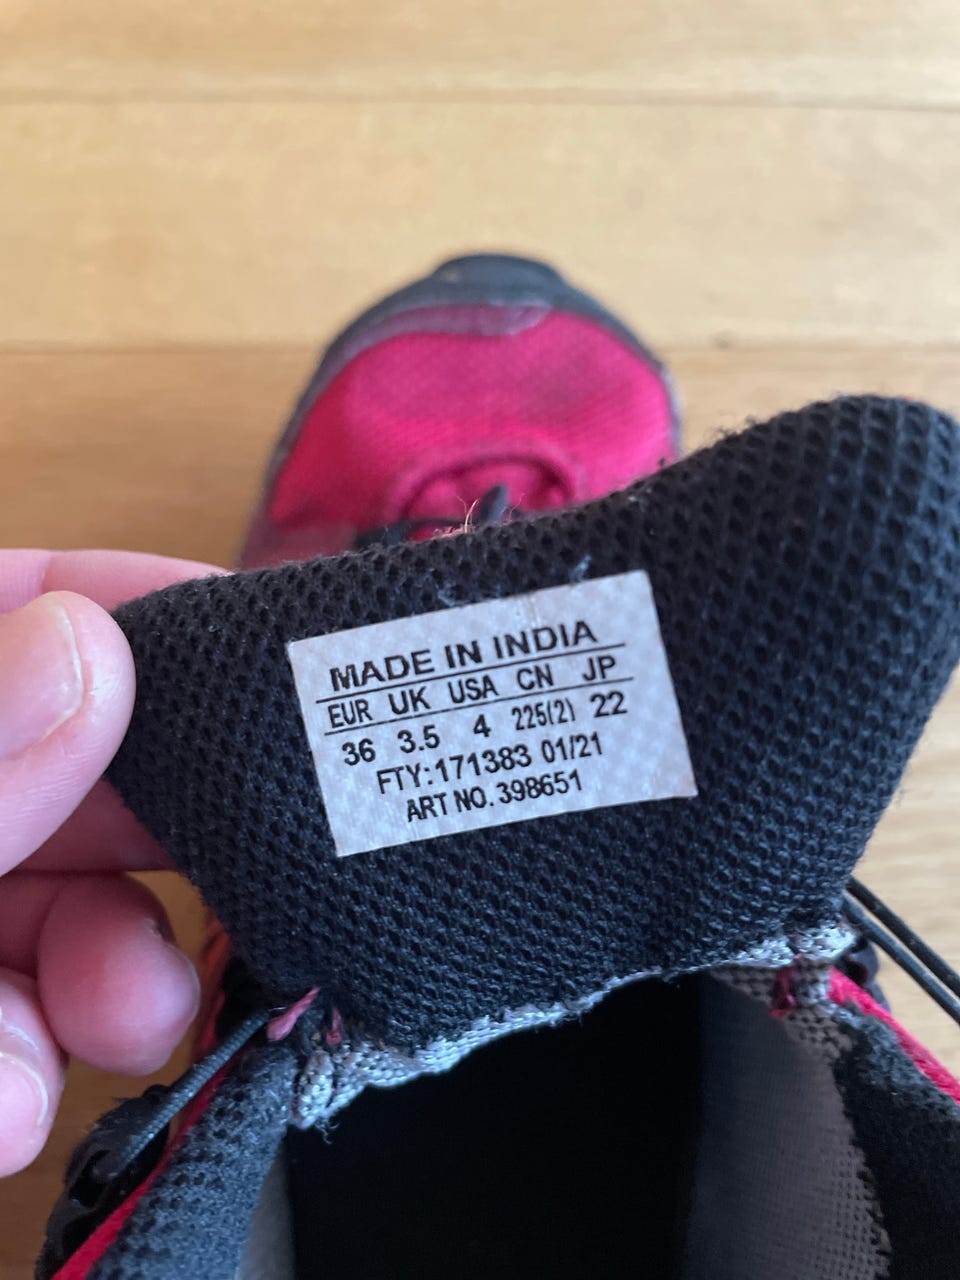 MADE IN INDIA
EUR UK USA CN JP
36 3.5 4 225(2) 22
FTY:171383 01/21
ART NO. 398651